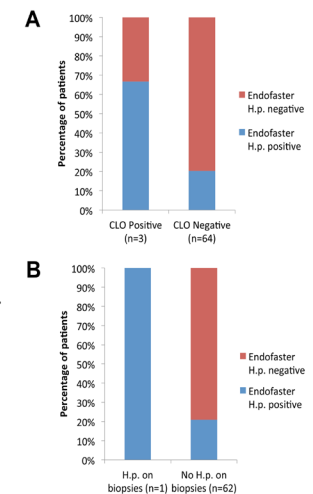 A
Percentage of patients
100%
90%
80%
70%
60%
50%
40%
30%
20%
10%
0%
CLO Positive
(n=3)
CLO Negative
(n=64)
Endofaster
H.p. negative
Endofaster
H.p. positive
B
Percentage of patients
100%
90%
80%
70%
60%
50%
40%
30%
20%
10%
0%
H.p. on
biopsies (n=1)
No H.p. on
biopsies (n=62)
Endofaster
H.p. negative
Endofaster
H.p. positive